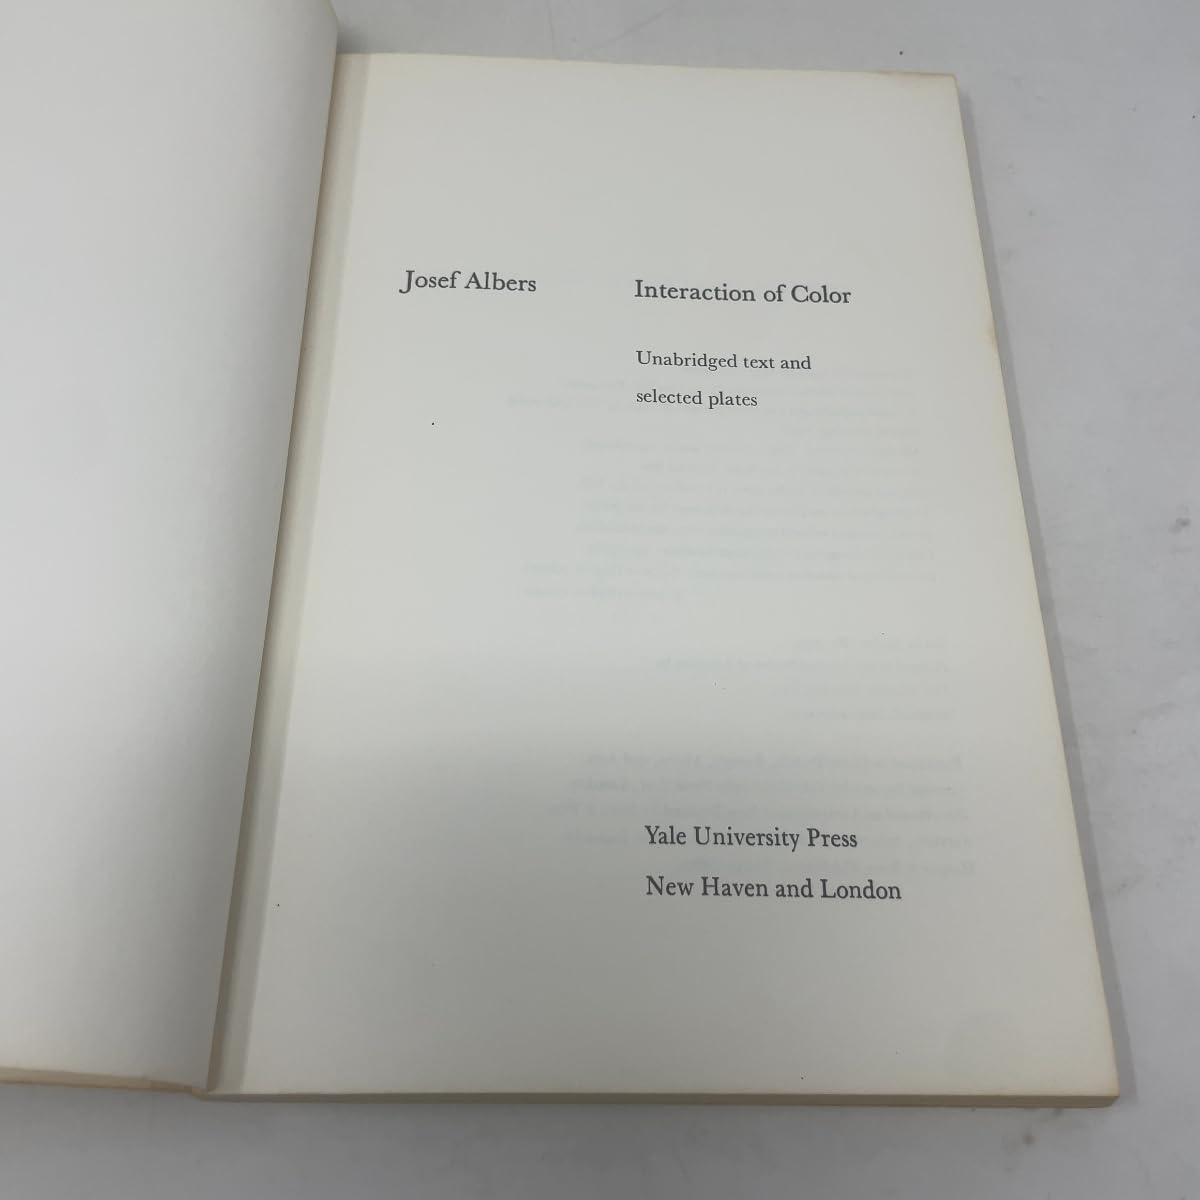 Josef Albers
Interaction of Color
Unabridged text and
selected plates
Yale University Press
New Haven and London